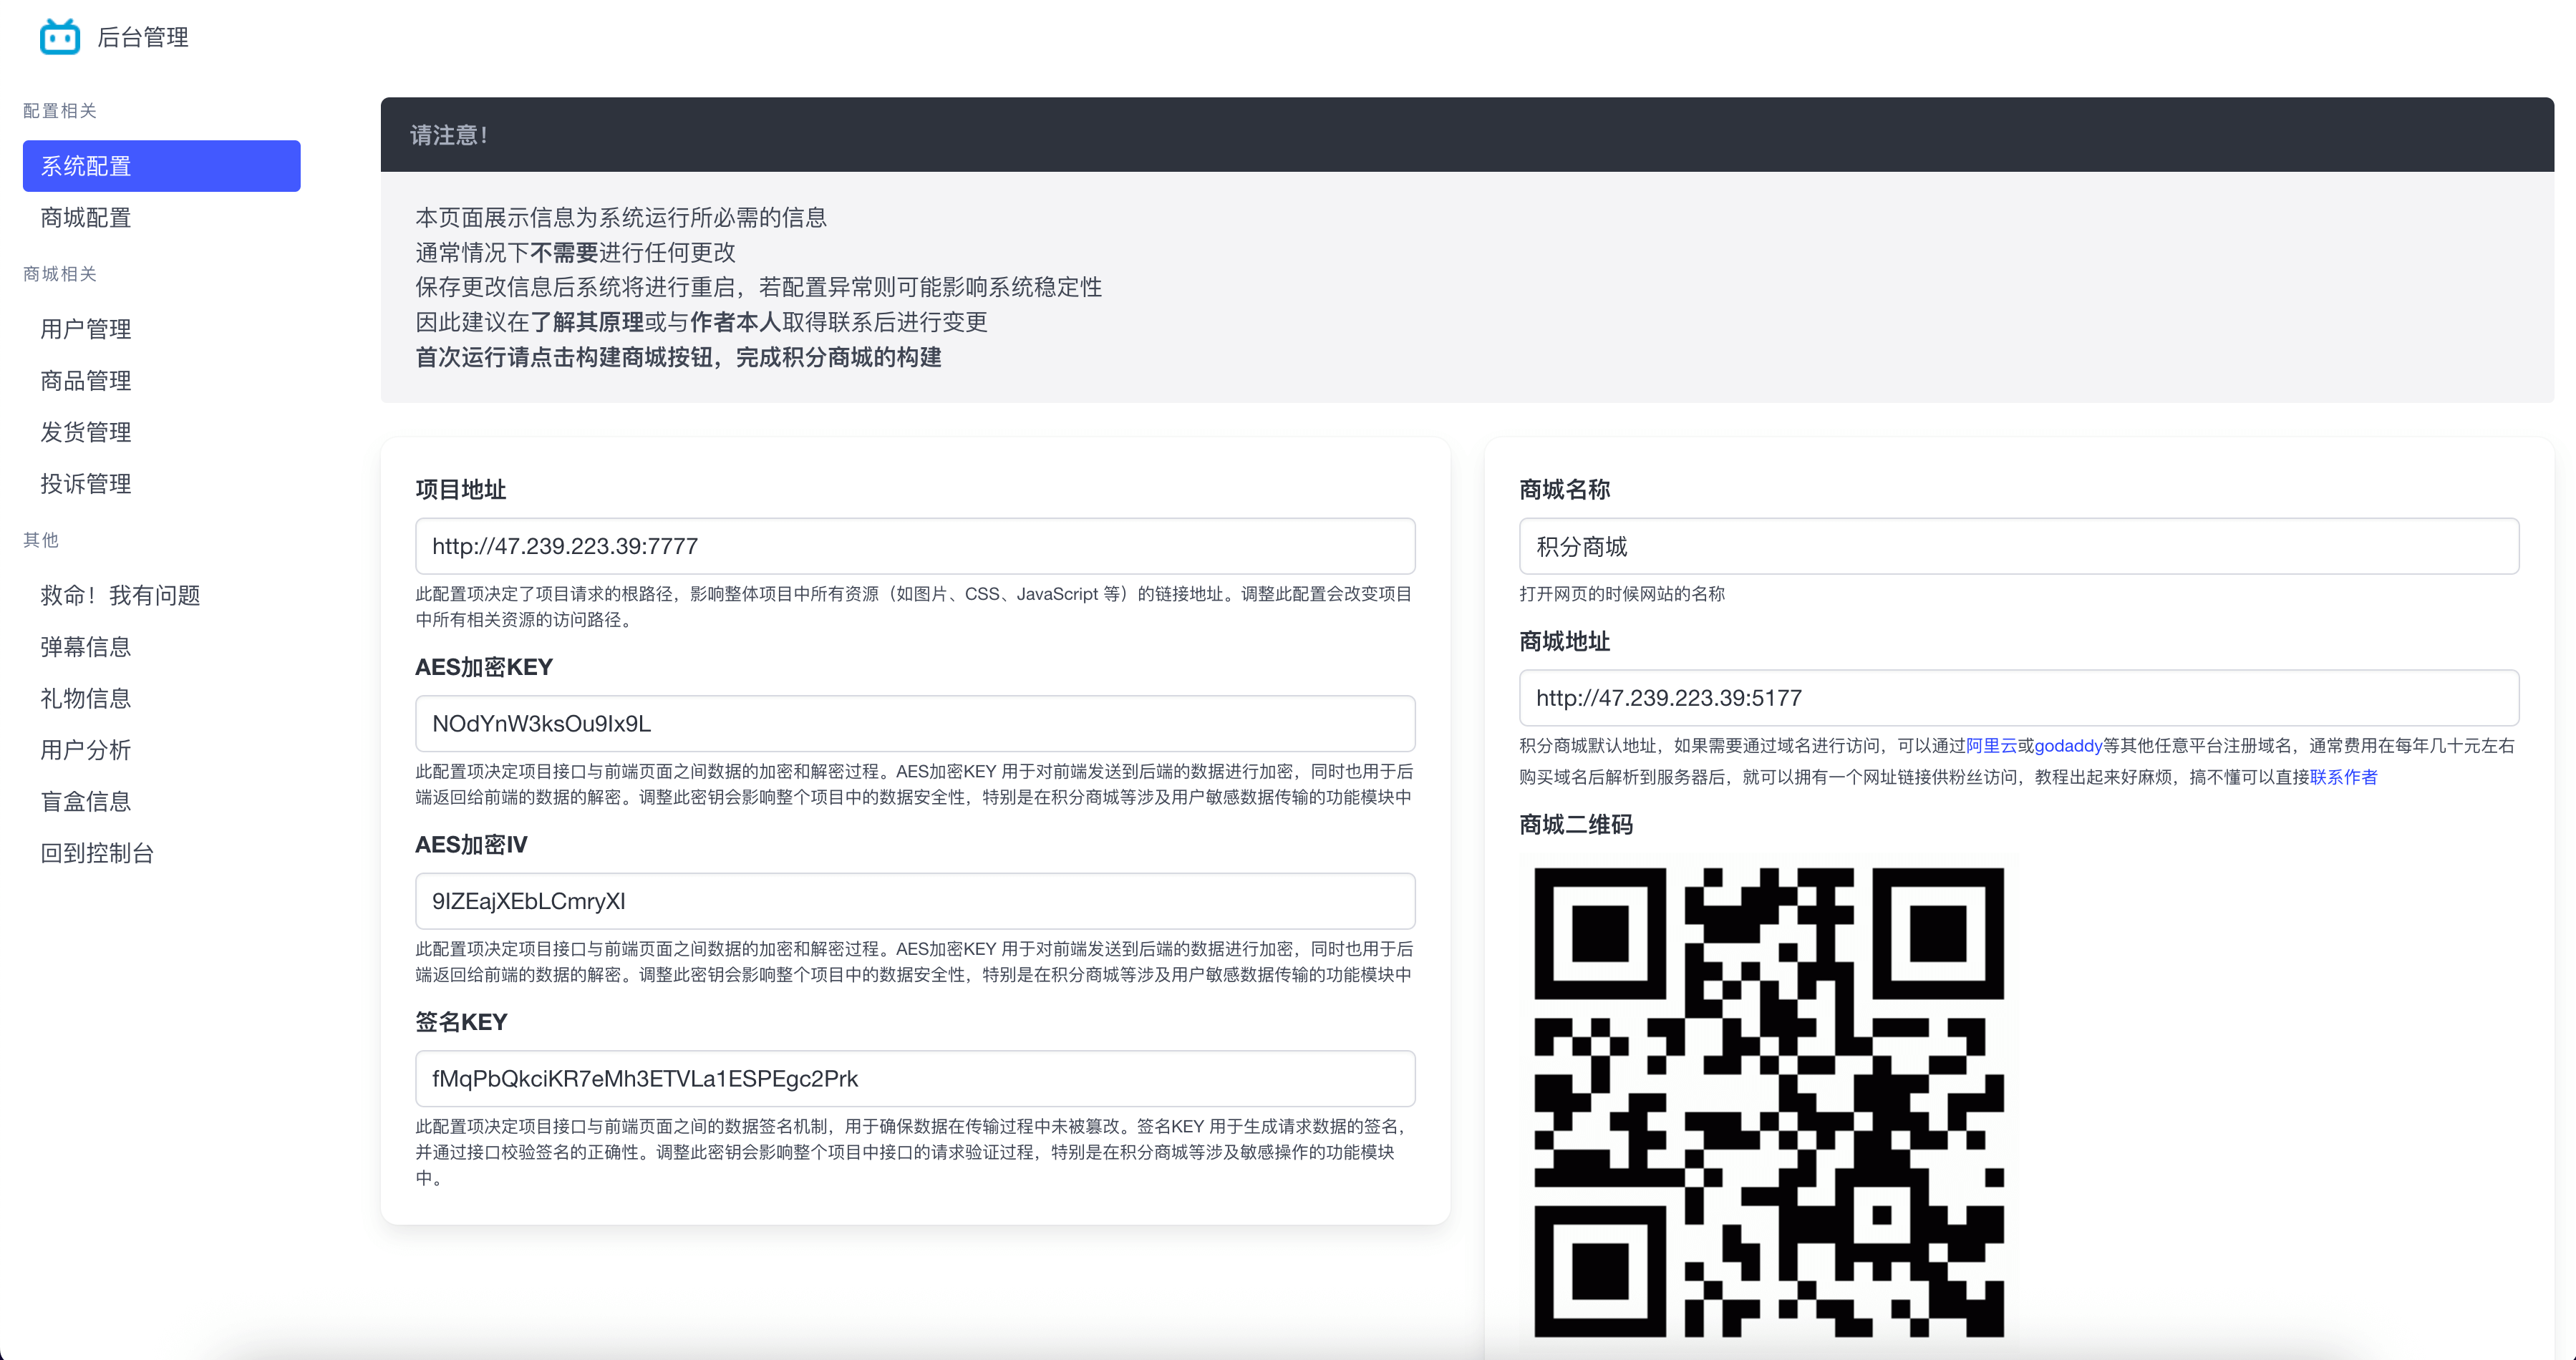 后台管理
配置相关
系统配置
商城配置
商城相关
用户管理
商品管理
发货管理
投诉管理
其他
救命！我有问题
弹幕信息
礼物信息
用户分析
盲盒信息
回到控制台
请注意！
本页面展示信息为系统运行所必需的信息
通常情况下不需要进行任何更改
保存更改信息后系统将进行重启，若配置异常则可能影响系统稳定性
因此建议在了解其原理或与作者本人取得联系后进行变更
首次运行请点击构建商城按钮，完成积分商城的构建
项目地址
http://47.239.223.39:7777
此配置项决定了项目请求的根路径，影响整体项目中所有资源（如图片、CSS、JavaScript 等）的链接地址。调整此配置会改变项目
中所有相关资源的访问路径。
AES加密KEY
NOdYnW3ksOu9Ix9L
此配置项决定项目接口与前端页面之间数据的加密和解密过程。AES加密KEY 用于对前端发送到后端的数据进行加密，同时也用于后
端返回给前端的数据的解密。调整此密钥会影响整个项目中的数据安全性，特别是在积分商城等涉及用户敏感数据传输的功能模块中
AES加密IV
9IZEajXEbLCmryXI
此配置项决定项目接口与前端页面之间数据的加密和解密过程。AES加密KEY 用于对前端发送到后端的数据进行加密，同时也用于后
端返回给前端的数据的解密。调整此密钥会影响整个项目中的数据安全性，特别是在积分商城等涉及用户敏感数据传输的功能模块中
签名KEY
fMqPbQkciKR7eMh3ETVLa1ESPEgc2Prk
此配置项决定项目接口与前端页面之间的数据签名机制，用于确保数据在传输过程中未被篡改。签名KEY 用于生成请求数据的签名，
并通过接口校验签名的正确性。调整此密钥会影响整个项目中接口的请求验证过程，特别是在积分商城等涉及敏感操作的功能模块
中。
商城名称
积分商城
打开网页的时候网站的名称
商城地址
http://47.239.223.39:5177
积分商城默认地址，如果需要通过域名进行访问，可以通过阿里云或godaddy等其他任意平台注册域名，通常费用在每年几十元左右
购买域名后解析到服务器后，就可以拥有一个网址链接供粉丝访问，教程出起来好麻烦，搞不懂可以直接联系作者
商城二维码